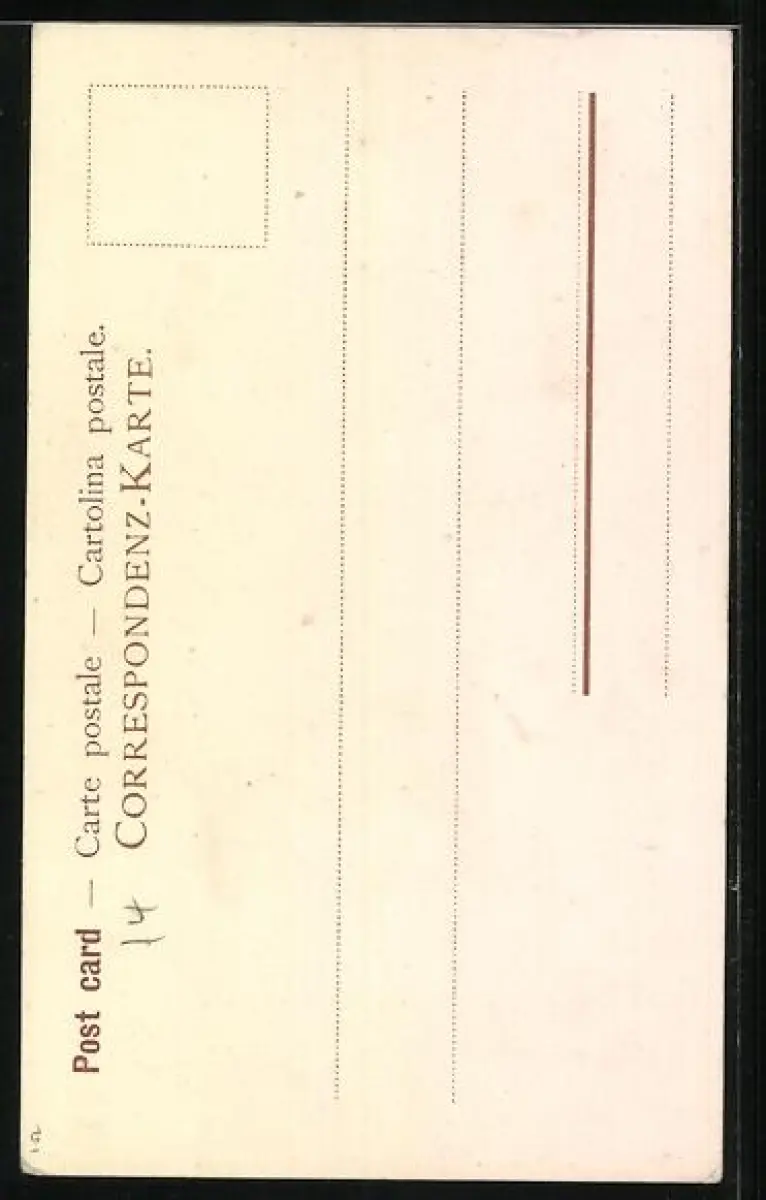 Post card — Carte postale — Cartolina postale.
CORRESPONDENZ-KARTE.
14